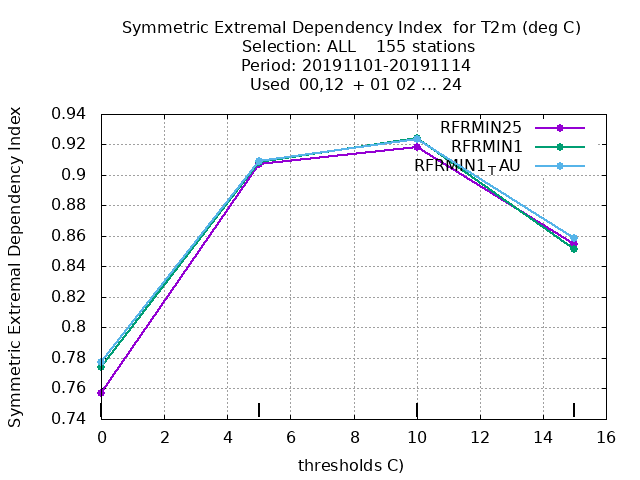 Symmetric Extremal Dependency Index  for T2m (deg C)
Selection: ALL    155 stations
Period: 20191101-20191114
Used  00,12  + 01 02 ... 24
Symmetric Extremal Dependency Index
0.94
0.92
0.9
0.88
0.86
0.84
0.82
0.8
0.78
0.76
0.74
RFRMIN25
RFRMIN1
RFRMIN1TAU
0 2 4 6 8 10 12 14 16
thresholds C)